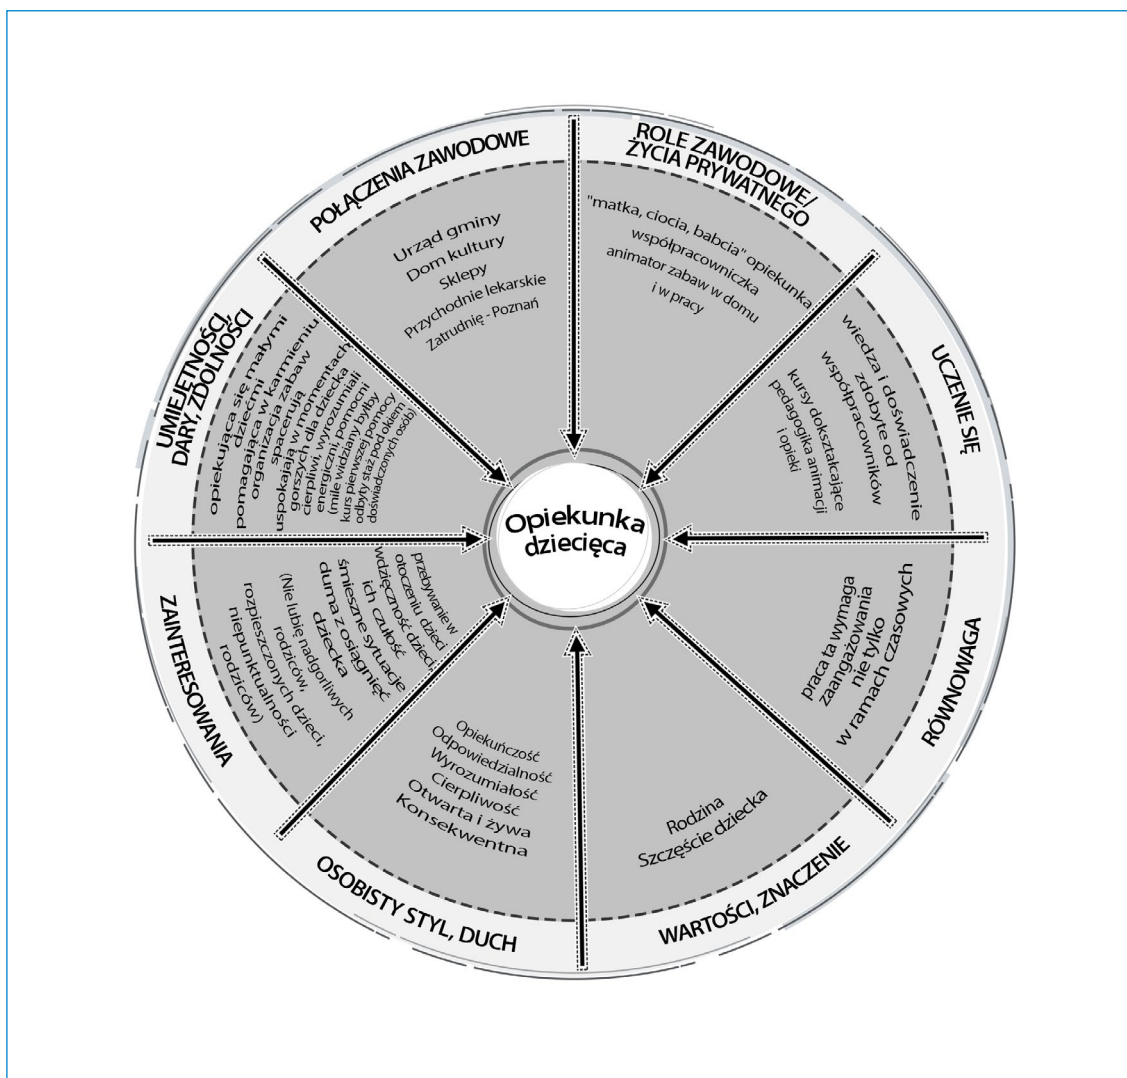 POŁĄCZENIA ZAWODOWE
Urząd gminy
Dom kultury
Sklepy
Przychodnie lekarskie
Zatrudnię - Poznań
ROLE ZAWODOWE/
ŻYCIA PRYWATNEGO
"matka, ciocia, babcia" opiekunka
współpracowniczka
animator zabaw w domu
i w pracy
UCZENIE SIĘ
wiedza i doświadczenie
zdobyte od
współpracowników
kursy dokształcające
pedagogika animacji
i opieki
RÓWNOWAGA
praca ta wymaga
zaangażowania
nie tylko
w ramach czasowych
WARTOŚCI, ZNACZENIE
Rodzina
Szczęście dziecka
OSOBISTY STYL, DUCH
Opiekuńczość
Odpowiedzialność
Wyrozumiałość
Cierpliwość
Otwarta i żywa
Konsekwentna
ZAINTERESOWANIA
przebywanie w
otoczeniu dzieci
wdzięczność dzieci,
ich czułość
śmieszne sytuacje
duma z osiągnięć
dziecka
(Nie lubię nadgorliwych
rodziców,
rozpieszczonych dzieci,
niepunktualności
rodziców)
UMIEJĘTNOŚCI,
DARY, ZDOLNOŚCI
opiekująca się małymi
dziećmi
pomagająca w karmieniu
organizacja zabaw
spacerują
uspokajają w momentach
gorszych dla dziecka
cierpliwi, wyrozumiali
energiczni, pomocni
(mile widziany byłby
kurs pierwszej pomocy
odbyty staż pod okiem
doświadczonych osób)
Opiekunka
dziecięca